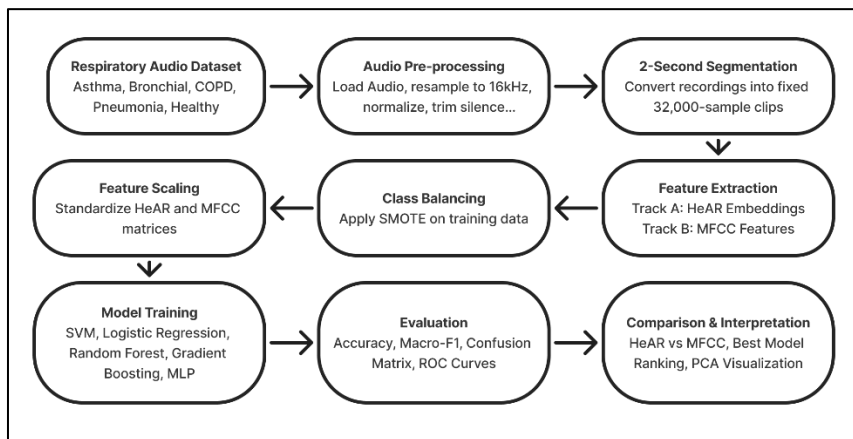 Respiratory Audio Dataset
Asthma, Bronchial, COPD,
Pneumonia, Healthy
Audio Pre-processing
Load Audio, resample to 16kHz,
normalize, trim silence...
2-Second Segmentation
Convert recordings into fixed
32,000-sample clips
Feature Extraction
Track A: HeAR Embeddings
Track B: MFCC Features
Class Balancing
Apply SMOTE on training data
Feature Scaling
Standardize HeAR and MFCC
matrices
Model Training
SVM, Logistic Regression,
Random Forest, Gradient
Boosting, MLP
Evaluation
Accuracy, Macro-F1, Confusion
Matrix, ROC Curves
Comparison & Interpretation
HeAR vs MFCC, Best Model
Ranking, PCA Visualization